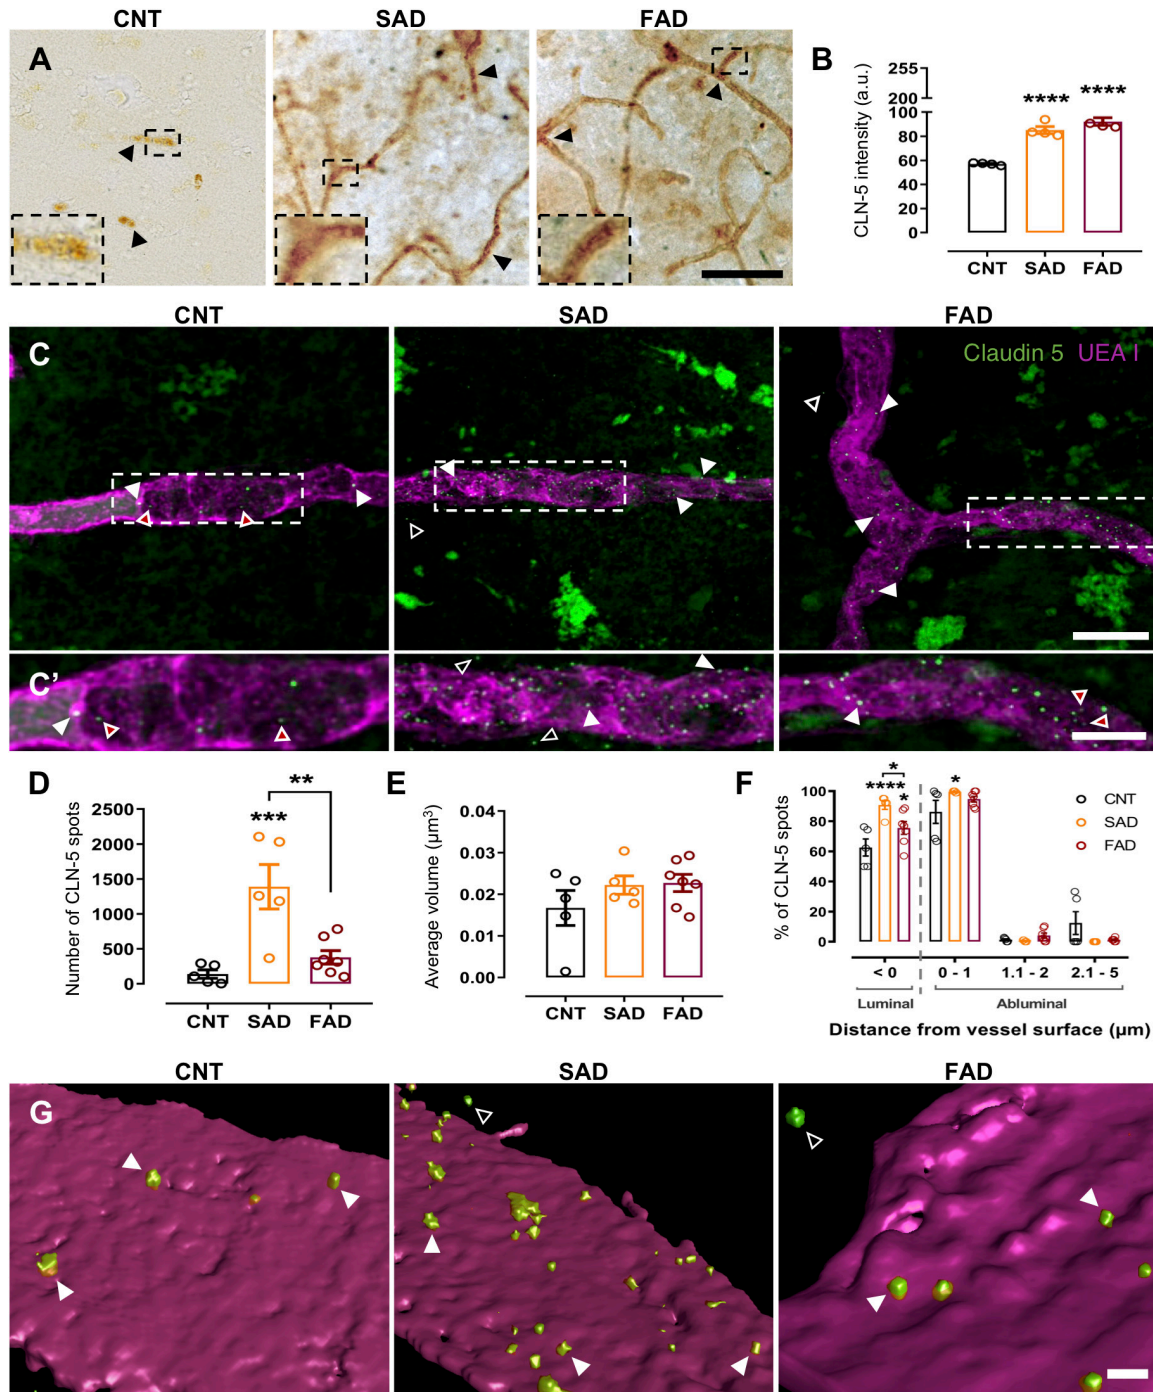 CNT SAD FAD
A
B
CLN-5 intensity (a.u.)
255
200
100
80
60
40
20
0
**** ****
CNT SAD FAD
CNT SAD FAD
C
Claudin 5 UEA I
C'
D
Number of CLN-5 spots
2500
2000
1500
1000
500
0
***
**
CNT SAD FAD
E
Average volume (µm³)
0.04
0.03
0.02
0.01
0.00
CNT SAD FAD
F
% of CLN-5 spots
100
80
60
40
20
0
*
**** * *
CNT
SAD
FAD
< 0 0 - 1 1.1 - 2 2.1 - 5
Luminal Abluminal
Distance from vessel surface (µm)
CNT SAD FAD
G